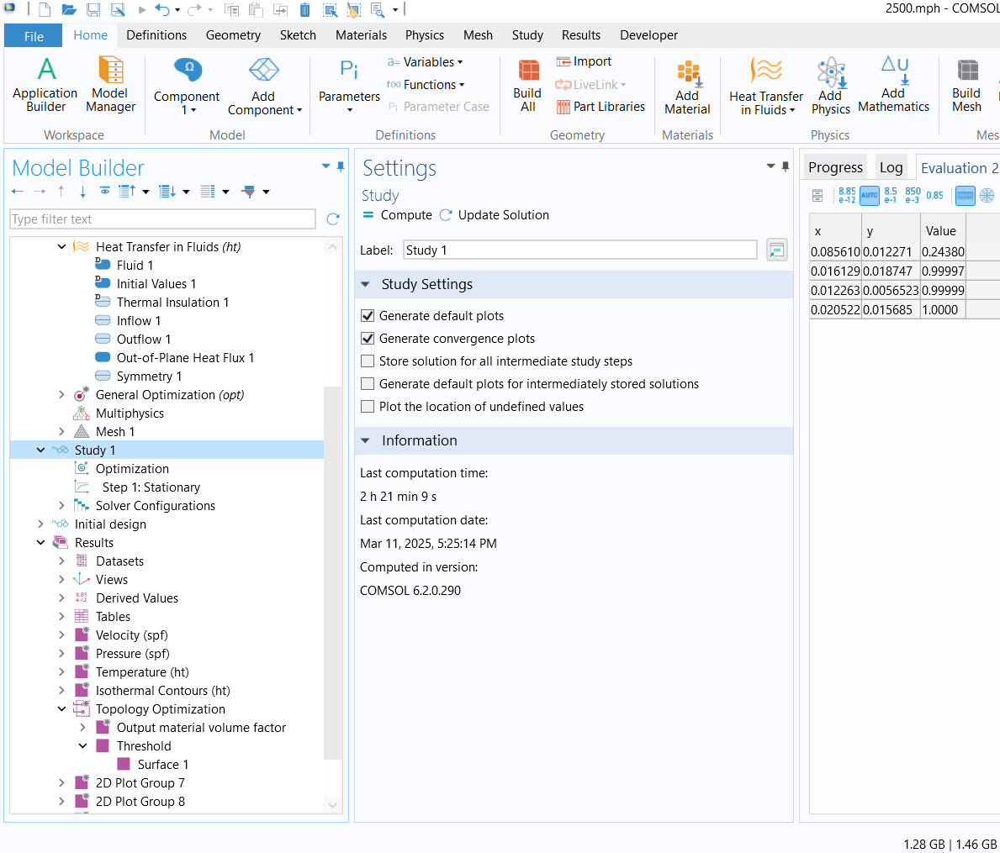 2500.mph - COMSOL
File Home Definitions Geometry Sketch Materials Physics Mesh Study Results Developer
Application Builder
Model Manager
Workspace
Component 1
Add Component
Model
Pi
Parameters
a= Variables
f(x) Functions
Pi Parameter Case
Definitions
Build All
Import
LiveLink
Part Libraries
Geometry
Add Material
Materials
Heat Transfer in Fluids
Add Physics
ΔU
Add Mathematics
Physics
Build Mesh
Mes
Model Builder
Type filter text
Heat Transfer in Fluids (ht)
D Fluid 1
D Initial Values 1
D Thermal Insulation 1
Inflow 1
Outflow 1
Out-of-Plane Heat Flux 1
Symmetry 1
General Optimization (opt)
Multiphysics
Mesh 1
Study 1
Optimization
Step 1: Stationary
Solver Configurations
Initial design
Results
Datasets
Views
8.85 e-12 Derived Values
Tables
Velocity (spf)
Pressure (spf)
Temperature (ht)
Isothermal Contours (ht)
Topology Optimization
Output material volume factor
Threshold
Surface 1
2D Plot Group 7
2D Plot Group 8
Settings
Study
= Compute Update Solution
Label: Study 1
Study Settings
Generate default plots
Generate convergence plots
Store solution for all intermediate study steps
Generate default plots for intermediately stored solutions
Plot the location of undefined values
Information
Last computation time:
2 h 21 min 9 s
Last computation date:
Mar 11, 2025, 5:25:14 PM
Computed in version:
COMSOL 6.2.0.290
Progress Log Evaluation 2
8.85 e-12 AUTO 8.5 e-1 850 e-3 0.85
x y Value
0.085610 0.012271 0.24380
0.016129 0.018747 0.99997
0.012263 0.0056523 0.99999
0.020522 0.015685 1.0000
1.28 GB | 1.46 GB